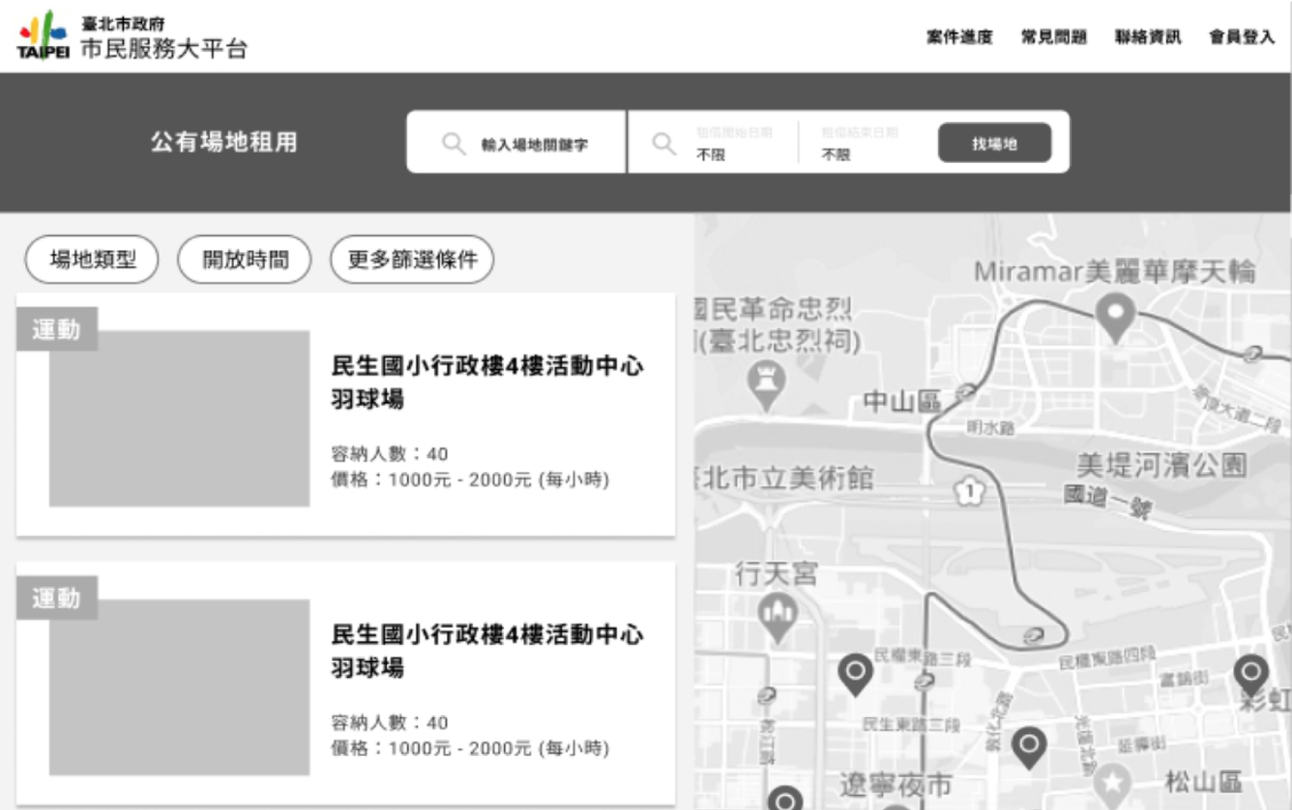 臺北市政府
TAIPEI 市民服務大平台
案件進度 常見問題 聯絡資訊 會員登入
公有場地租用
輸入場地關鍵字
租借開始日期
不限
租借結束日期
不限
找場地
場地類型 開放時間 更多篩選條件
運動
民生國小行政樓4樓活動中心
羽球場
容納人數：40
價格：1000元 - 2000元 (每小時)
運動
民生國小行政樓4樓活動中心
羽球場
容納人數：40
價格：1000元 - 2000元 (每小時)
Miramar美麗華摩天輪
國民革命忠烈
(臺北忠烈祠)
中山區
明水路
大道二段
北市立美術館
美堤河濱公園
1
國道一號
行天宮
民權東路三段
民權東路四段
富錦街
彩虹
松江路
民生東路三段
敦化北路
光復北路
延壽街
遼寧夜市
松山區